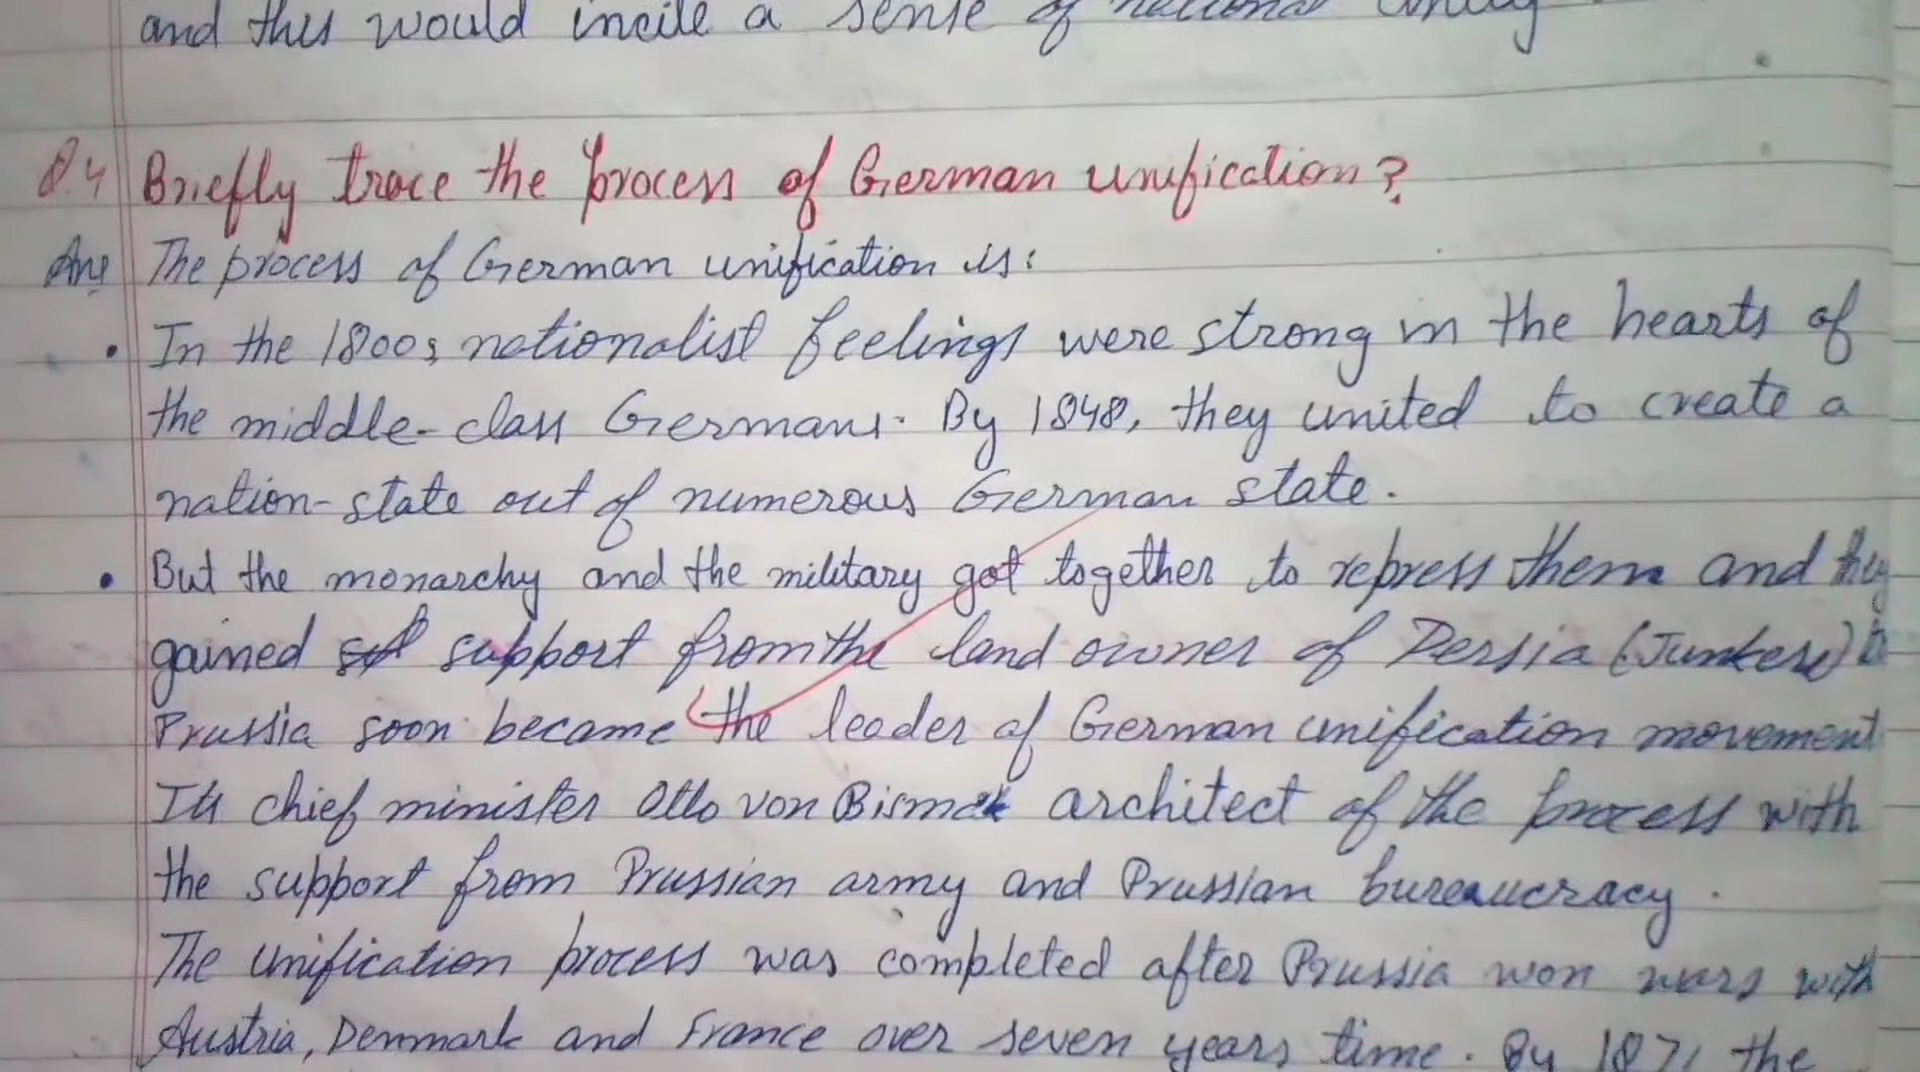 and this would incite a sense of national unity
Q.4 Briefly trace the process of German unification?
Ans The process of German unification is:
• In the 1800s, nationalist feelings were strong in the hearts of
the middle-class Germans. By 1848, they united to create a
nation-state out of numerous German state.
• But the monarchy and the military got together to repress them and they
gained support from the land owner of Persia (Junkers)
Prussia soon became the leader of German unification movement
Its chief minister Otto von Bismak architect of the process with
the support from Prussian army and Prussian bureaucracy.
The unification process was completed after Prussia won wars with
Austria, Denmark and France over seven years time. By 1871 the